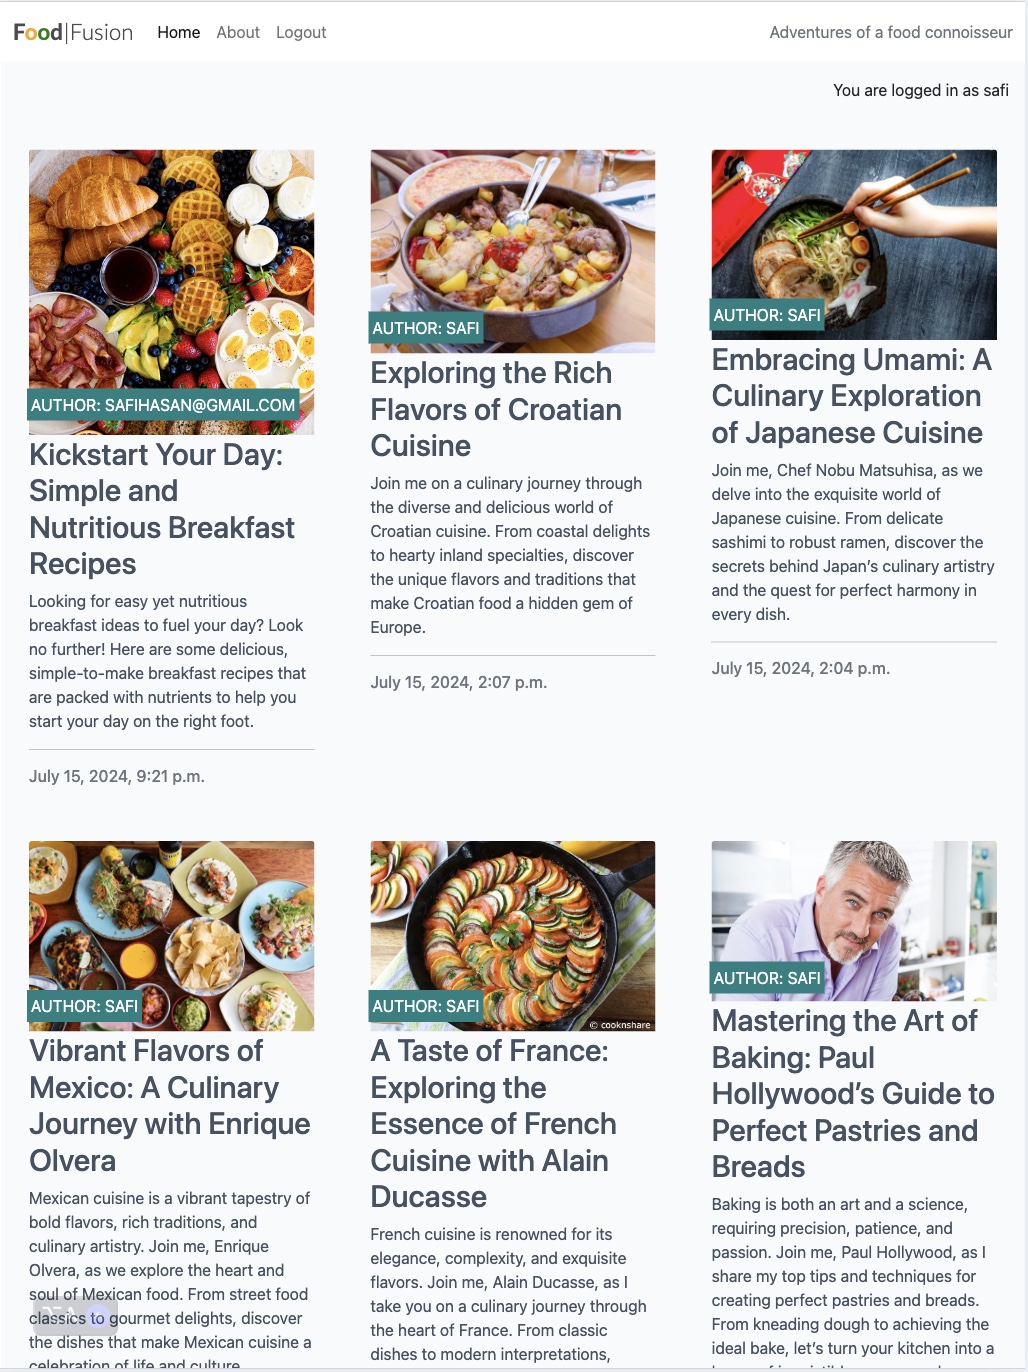 Food|Fusion Home About Logout Adventures of a food connoisseur
You are logged in as safi
AUTHOR: SAFIHASAN@GMAIL.COM
Kickstart Your Day:
Simple and
Nutritious Breakfast
Recipes
Looking for easy yet nutritious
breakfast ideas to fuel your day? Look
no further! Here are some delicious,
simple-to-make breakfast recipes that
are packed with nutrients to help you
start your day on the right foot.
July 15, 2024, 9:21 p.m.
AUTHOR: SAFI
Exploring the Rich
Flavors of Croatian
Cuisine
Join me on a culinary journey through
the diverse and delicious world of
Croatian cuisine. From coastal delights
to hearty inland specialties, discover
the unique flavors and traditions that
make Croatian food a hidden gem of
Europe.
July 15, 2024, 2:07 p.m.
AUTHOR: SAFI
Embracing Umami: A
Culinary Exploration
of Japanese Cuisine
Join me, Chef Nobu Matsuhisa, as we
delve into the exquisite world of
Japanese cuisine. From delicate
sashimi to robust ramen, discover the
secrets behind Japan’s culinary artistry
and the quest for perfect harmony in
every dish.
July 15, 2024, 2:04 p.m.
AUTHOR: SAFI
Vibrant Flavors of
Mexico: A Culinary
Journey with Enrique
Olvera
Mexican cuisine is a vibrant tapestry of
bold flavors, rich traditions, and
culinary artistry. Join me, Enrique
Olvera, as we explore the heart and
soul of Mexican food. From street food
classics to gourmet delights, discover
the dishes that make Mexican cuisine a
celebration of life and culture.
AUTHOR: SAFI
© cooknshare
A Taste of France:
Exploring the
Essence of French
Cuisine with Alain
Ducasse
French cuisine is renowned for its
elegance, complexity, and exquisite
flavors. Join me, Alain Ducasse, as I
take you on a culinary journey through
the heart of France. From classic
dishes to modern interpretations,
AUTHOR: SAFI
Mastering the Art of
Baking: Paul
Hollywood’s Guide to
Perfect Pastries and
Breads
Baking is both an art and a science,
requiring precision, patience, and
passion. Join me, Paul Hollywood, as I
share my top tips and techniques for
creating perfect pastries and breads.
From kneading dough to achieving the
ideal bake, let’s turn your kitchen into a